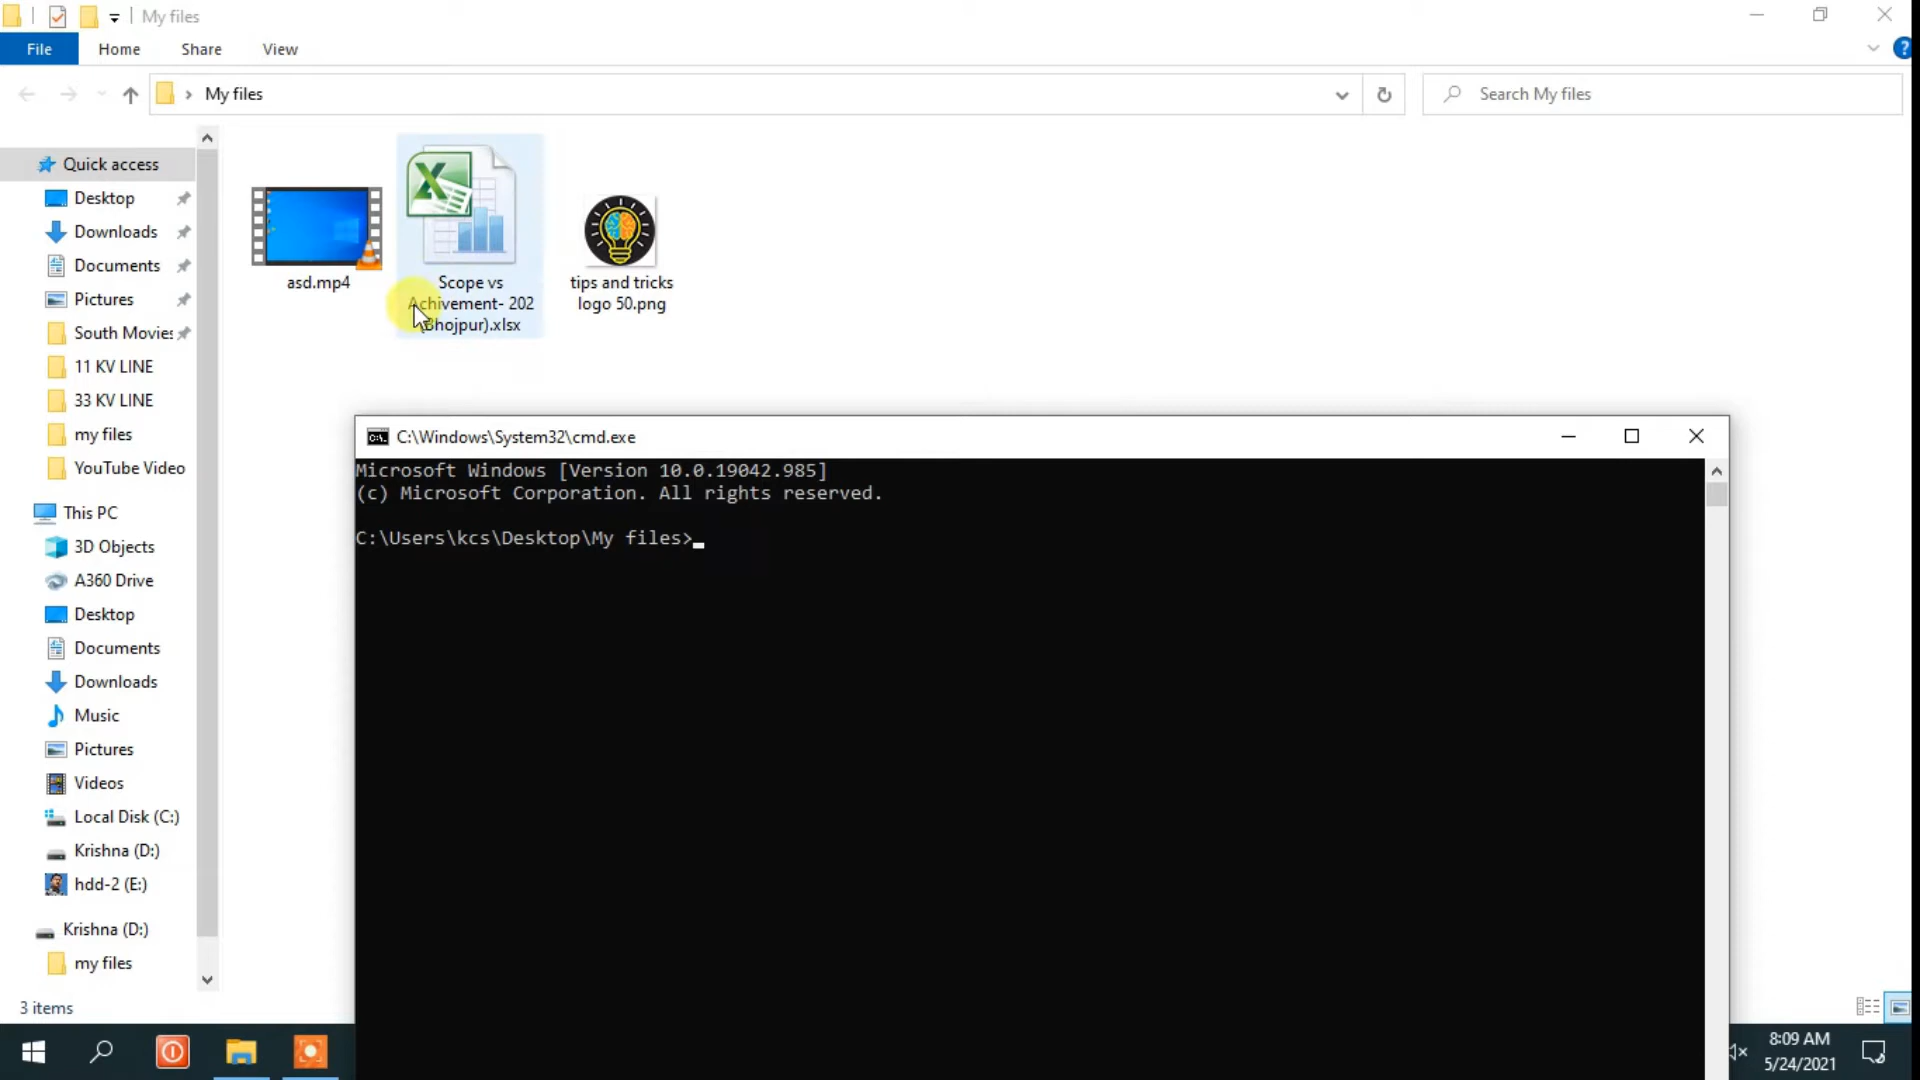 My files
File
Home
Share
View
My files
Search My files
Quick access
Desktop
Downloads
Documents
Pictures
South Movies
11 KV LINE
33 KV LINE
my files
YouTube Video
This PC
3D Objects
A360 Drive
Desktop
Documents
Downloads
Music
Pictures
Videos
Local Disk (C:)
Krishna (D:)
hdd-2 (E:)
Krishna (D:)
my files
asd.mp4
Scope vs
Achivement- 202
(Bhojpur).xlsx
tips and tricks
logo 50.png
C:\Windows\System32\cmd.exe
Microsoft Windows [Version 10.0.19042.985]
(c) Microsoft Corporation. All rights reserved.
C:\Users\kcs\Desktop\My files>
3 items
8:09 AM
5/24/2021